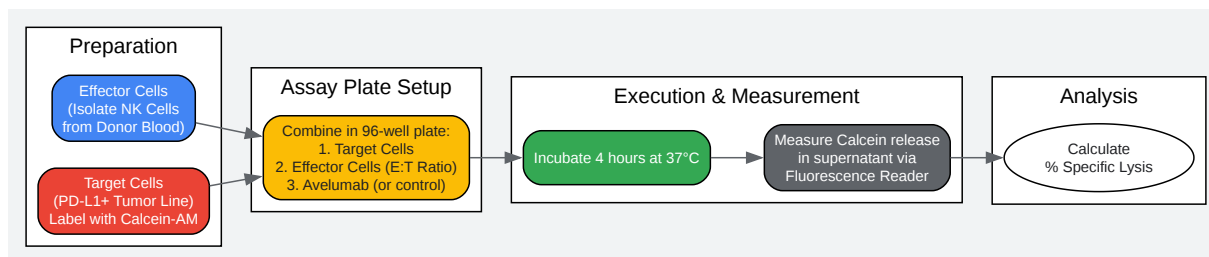 Preparation
Effector Cells
(Isolate NK Cells
from Donor Blood)
Target Cells
(PD-L1+ Tumor Line)
Label with Calcein-AM
Assay Plate Setup
Combine in 96-well plate:
1. Target Cells
2. Effector Cells (E:T Ratio)
3. Avelumab (or control)
Execution & Measurement
Incubate 4 hours at 37°C
Measure Calcein release
in supernatant via
Fluorescence Reader
Analysis
Calculate
% Specific Lysis